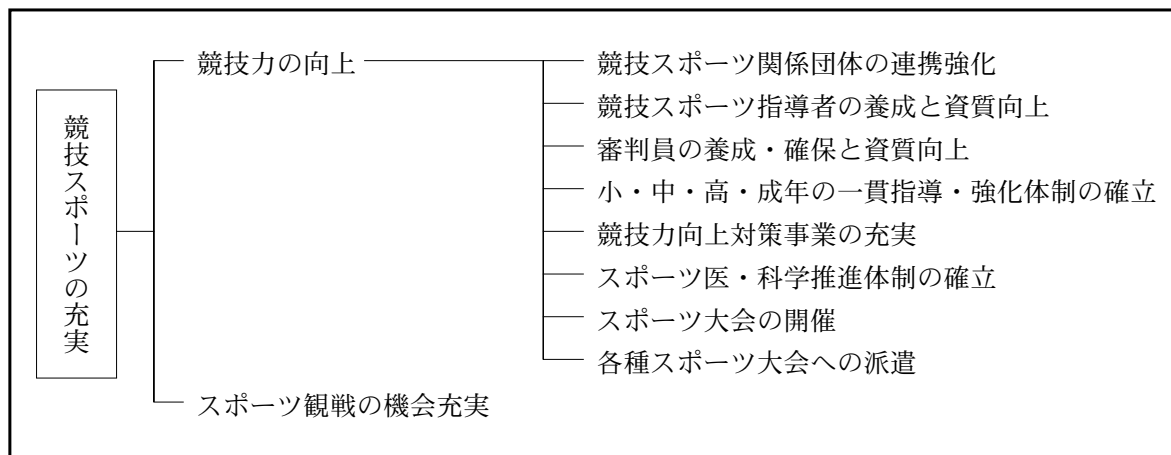 競技スポーツの充実
競技力の向上
競技スポーツ関係団体の連携強化
競技スポーツ指導者の養成と資質向上
審判員の養成・確保と資質向上
小・中・高・成年の一貫指導・強化体制の確立
競技力向上対策事業の充実
スポーツ医・科学推進体制の確立
スポーツ大会の開催
各種スポーツ大会への派遣
スポーツ観戦の機会充実